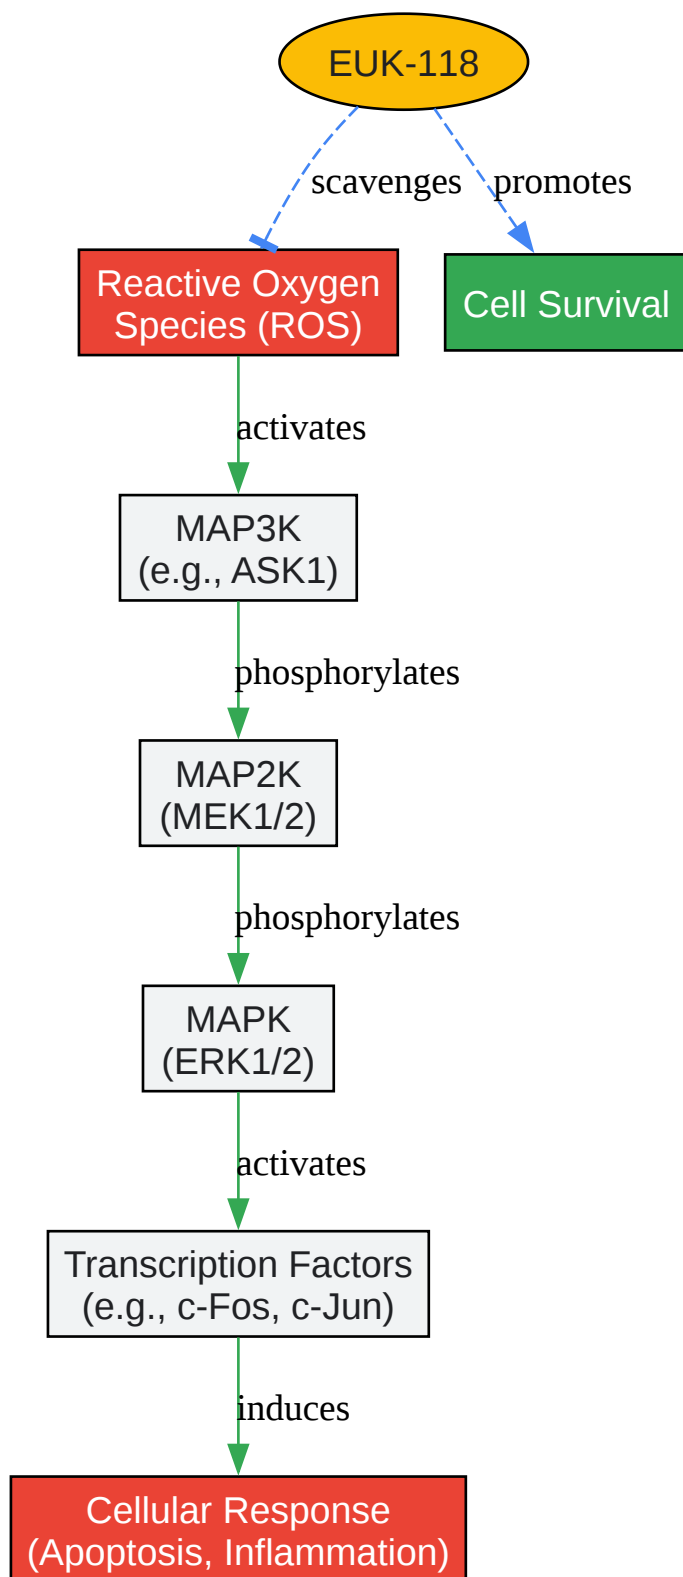 EUK-118
scavenges
promotes
Reactive Oxygen
Species (ROS)
Cell Survival
activates
MAP3K
(e.g., ASK1)
phosphorylates
MAP2K
(MEK1/2)
phosphorylates
MAPK
(ERK1/2)
activates
Transcription Factors
(e.g., c-Fos, c-Jun)
induces
Cellular Response
(Apoptosis, Inflammation)